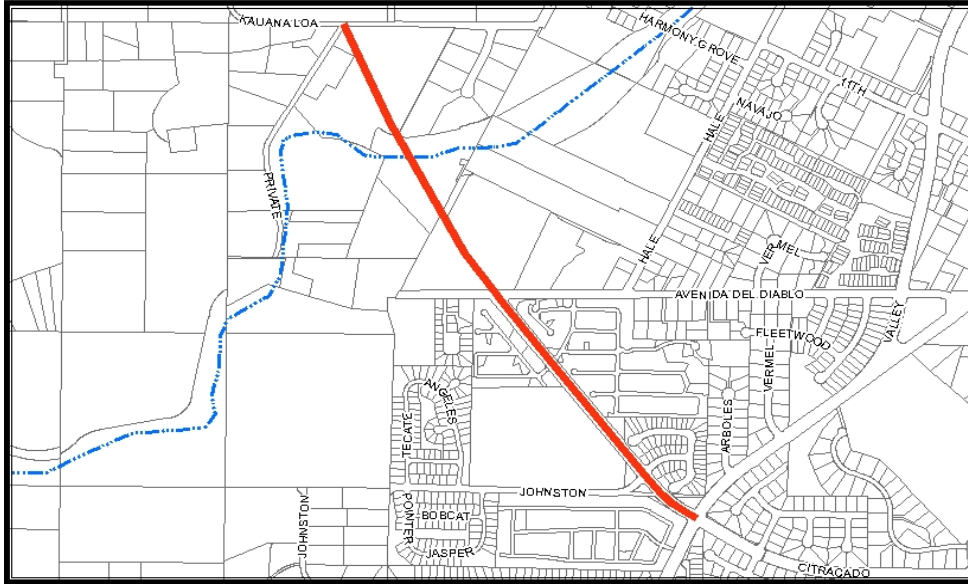 KAUANA LOA
HARMONY GROVE
11TH
NAVAJO
HALE
PRIVATE
HALE
VERMEL
AVENIDA DEL DIABLO
VALLEY
FLEETWOOD
VERMEL
ANGELES
TECATE
ARBOLES
JOHNSTON
POINTER
BOBCAT
JOHNSTON
JASPER
CITRACADO